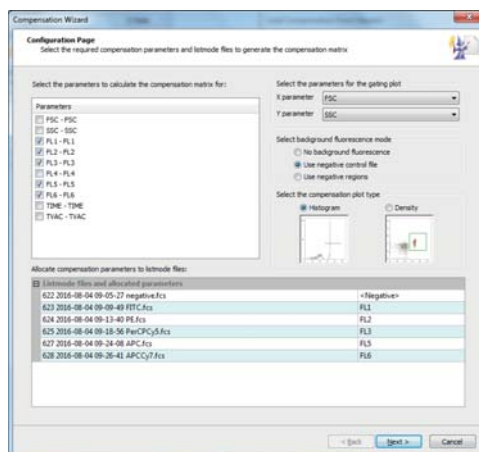 Compensation Wizard
Configuration Page
Select the required compensation parameters and listmode files to generate the compensation matrix
Select the parameters to calculate the compensation matrix for:
Parameters
FSC - FSC
SSC - SSC
FL1 - FL1
FL2 - FL2
FL3 - FL3
FL4 - FL4
FL5 - FL5
FL6 - FL6
TIME - TIME
TVAC - TVAC
Select the parameters for the gating plot
X parameter FSC
Y parameter SSC
Select background fluorescence mode
No background fluorescence
Use negative control file
Use negative regions
Select the compensation plot type
Histogram Density
Allocate compensation parameters to listmode files:
Listmode files and allocated parameters
622 2016-08-04 09-05-27 negative.fcs <Negative>
623 2016-08-04 09-09-49 FITC.fcs FL1
624 2016-08-04 09-13-40 PE.fcs FL2
625 2016-08-04 09-18-56 PerCPCy5.fcs FL3
627 2016-08-04 09-24-08 APC.fcs FL5
628 2016-08-04 09-26-41 APCCy7.fcs FL6
< Back Next > Cancel